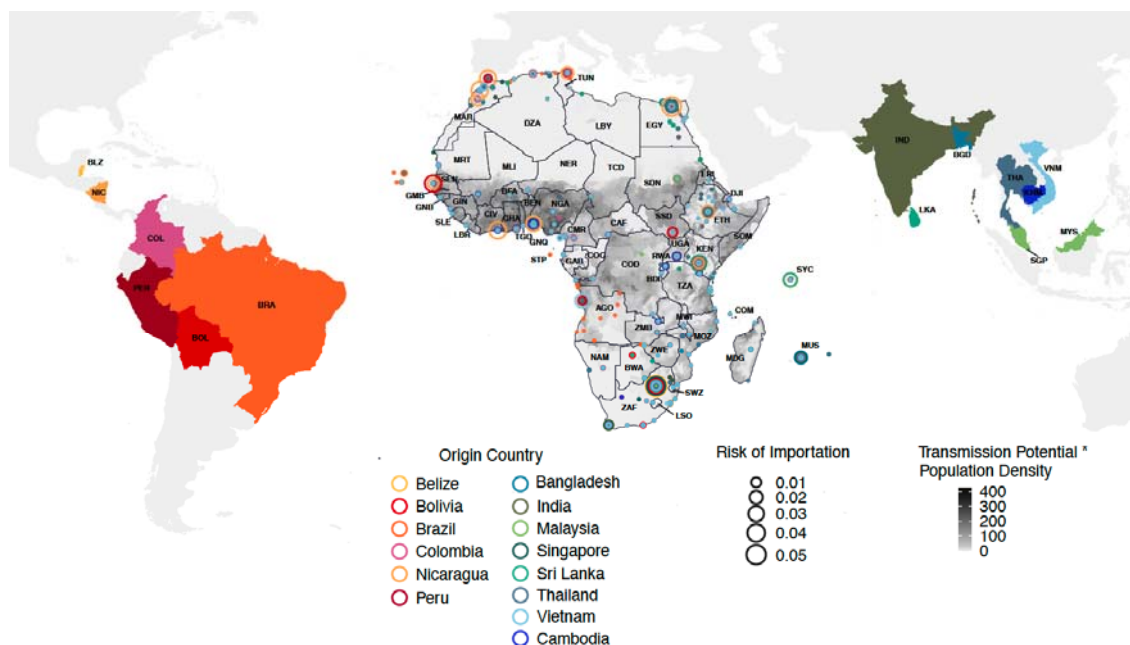 BLZ
NIC
COL
PER
BRA
BOL
TUN
MAR
DZA
LBY
EGY
MRT
MLI
NER
TCD
SDN
ERI
DJI
SEN
GMB
GNB
GIN
SLE
LBR
CIV
BFA
GHA
BEN
TGO
NGA
GNQ
CMR
CAF
SSD
ETH
SOM
STP
GAB
COG
COD
UGA
RWA
BDI
KEN
TZA
SYC
AGO
ZMB
MWI
MOZ
COM
MDG
MUS
NAM
BWA
ZWE
ZAF
SWZ
LSO
IND
BGD
LKA
THA
KHM
VNM
MYS
SGP
Origin Country
Belize
Bolivia
Brazil
Colombia
Nicaragua
Peru
Bangladesh
India
Malaysia
Singapore
Sri Lanka
Thailand
Vietnam
Cambodia
Risk of Importation
0.01
0.02
0.03
0.04
0.05
Transmission Potential *
Population Density
400
300
200
100
0